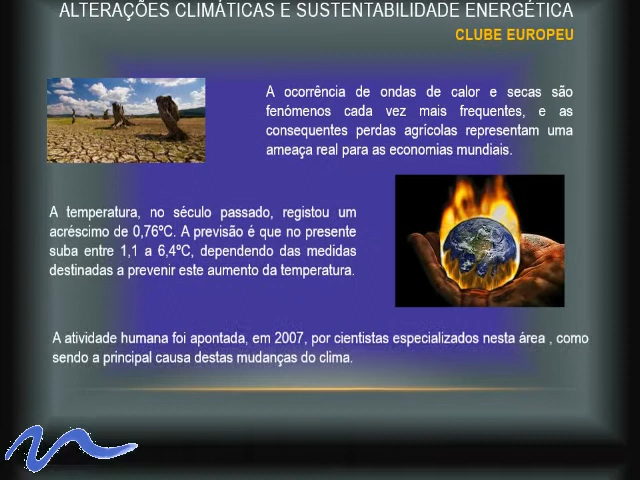 ALTERAÇÕES CLIMÁTICAS E SUSTENTABILIDADE ENERGÉTICA
CLUBE EUROPEU
A ocorrência de ondas de calor e secas são
fenómenos cada vez mais frequentes, e as
consequentes perdas agrícolas representam uma
ameaça real para as economias mundiais.
A temperatura, no século passado, registou um
acréscimo de 0,76ºC. A previsão é que no presente
suba entre 1,1 a 6,4ºC, dependendo das medidas
destinadas a prevenir este aumento da temperatura.
A atividade humana foi apontada, em 2007, por cientistas especializados nesta área , como
sendo a principal causa destas mudanças do clima.